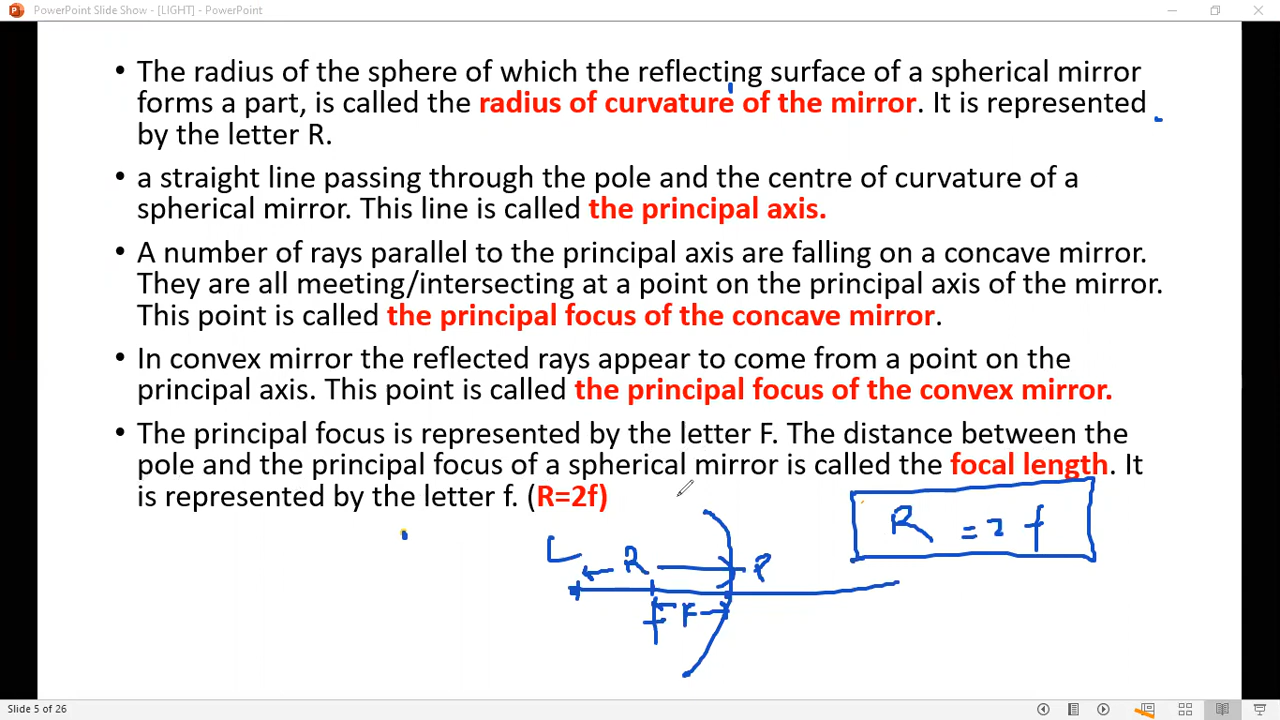 PowerPoint Slide Show - [LIGHT] - PowerPoint
• The radius of the sphere of which the reflecting surface of a spherical mirror
forms a part, is called the radius of curvature of the mirror. It is represented
by the letter R.
• a straight line passing through the pole and the centre of curvature of a
spherical mirror. This line is called the principal axis.
• A number of rays parallel to the principal axis are falling on a concave mirror.
They are all meeting/intersecting at a point on the principal axis of the mirror.
This point is called the principal focus of the concave mirror.
• In convex mirror the reflected rays appear to come from a point on the
principal axis. This point is called the principal focus of the convex mirror.
• The principal focus is represented by the letter F. The distance between the
pole and the principal focus of a spherical mirror is called the focal length. It
is represented by the letter f. (R=2f)
R = 2 f
R P
F
Slide 5 of 26